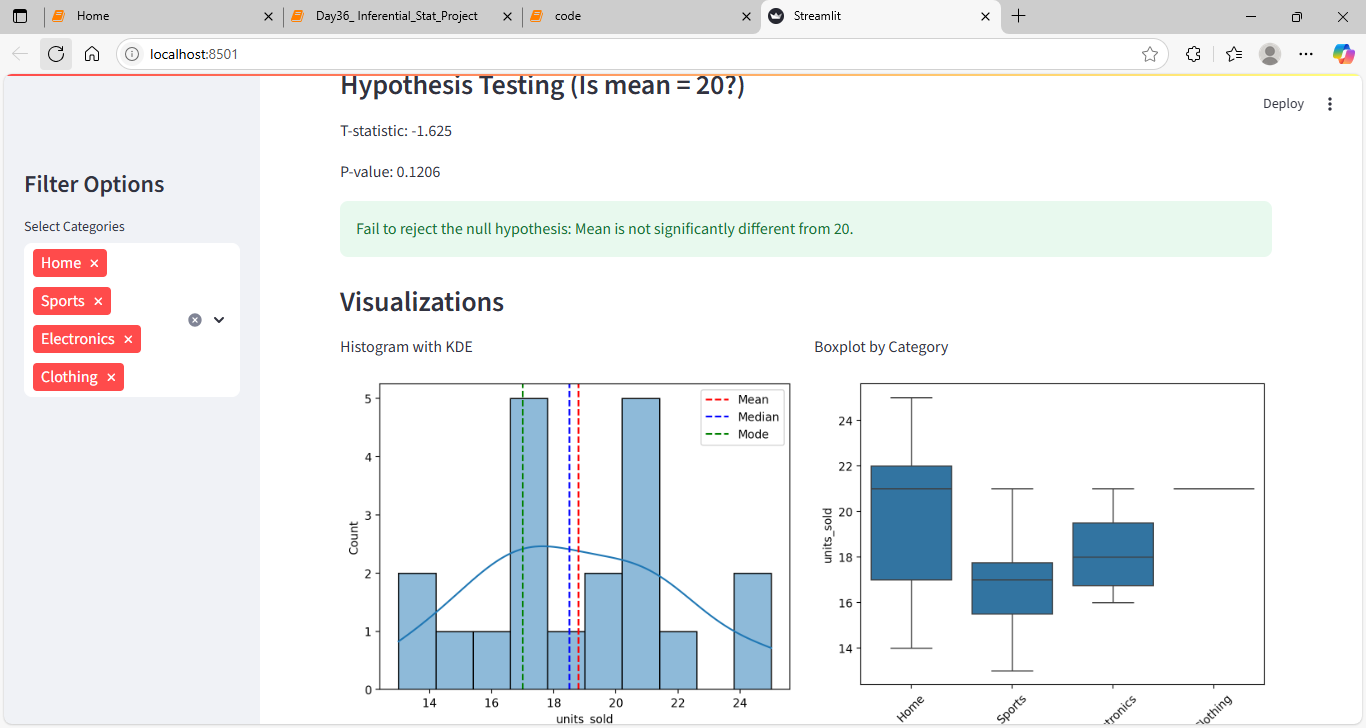 Home
Day36_ Inferential_Stat_Project
code
Streamlit
localhost:8501
Deploy
Filter Options
Select Categories
Home
Sports
Electronics
Clothing
Hypothesis Testing (Is mean = 20?)
T-statistic: -1.625
P-value: 0.1206
Fail to reject the null hypothesis: Mean is not significantly different from 20.
Visualizations
Histogram with KDE
Mean
Median
Mode
Count
5
4
3
2
1
0
14 16 18 20 22 24
units_sold
Boxplot by Category
units_sold
24
22
20
18
16
14
Home
Sports
tronics
lothing